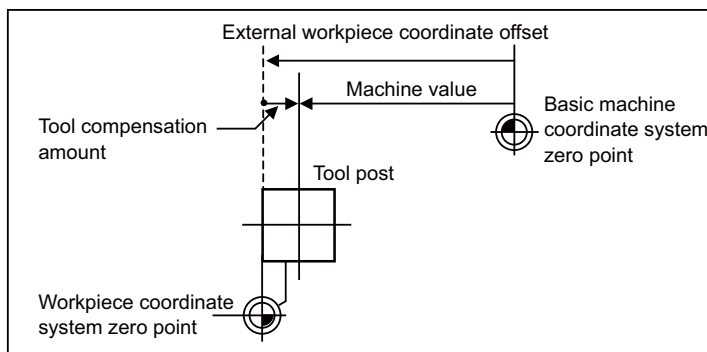 External workpiece coordinate offset
Machine value
Tool compensation
amount
Basic machine
coordinate system
zero point
Tool post
Workpiece coordinate
system zero point